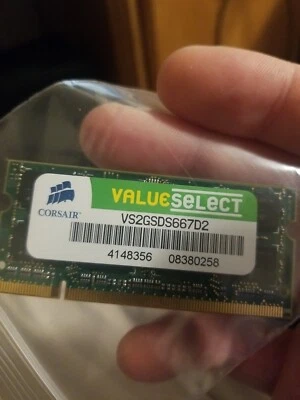 VALUESELECT
CORSAIR
VS2GSDS667D2
4148356 08380258